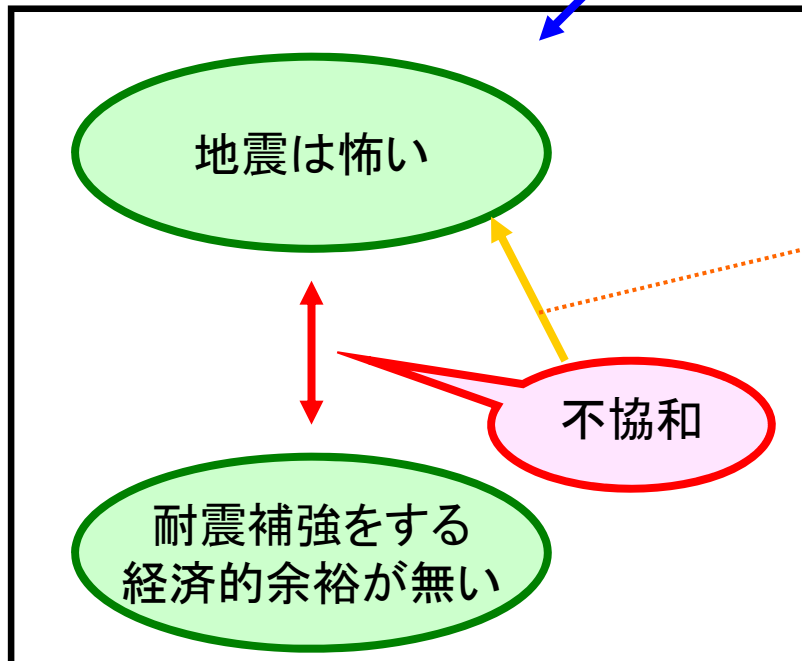 地震は怖い
不協和
耐震補強をする
経済的余裕が無い